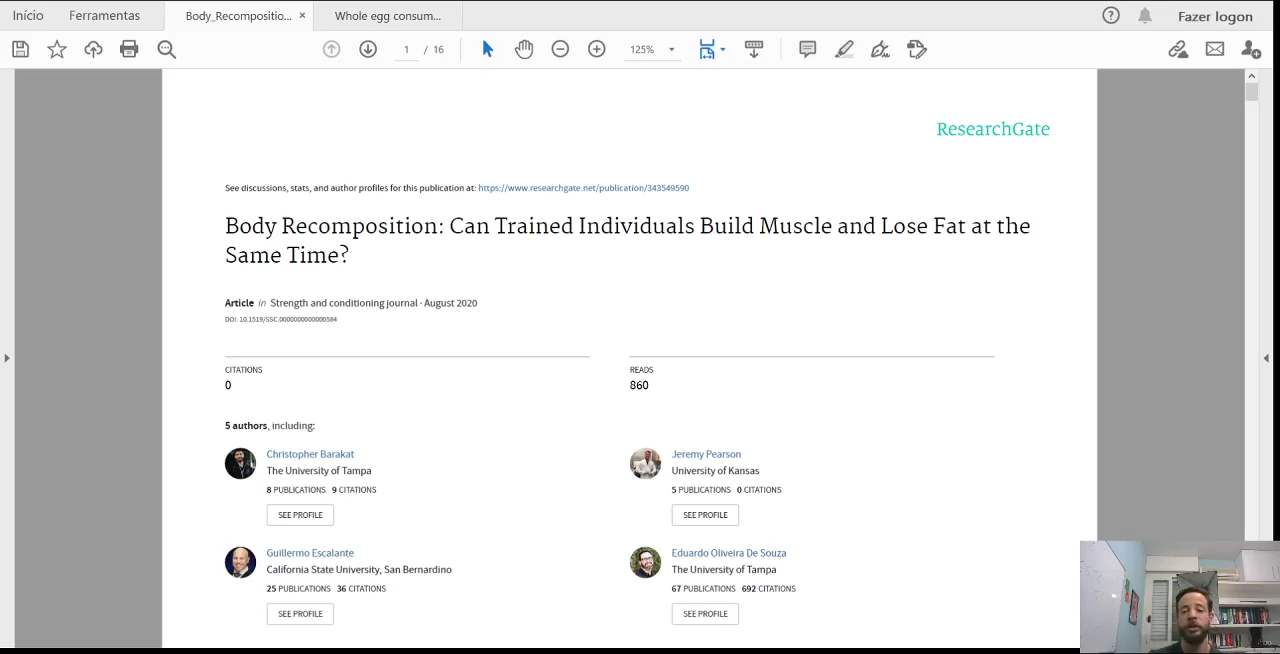 Início
Ferramentas
Body_Recompositio...
Whole egg consum...
Fazer logon
1 / 16
125%
ResearchGate
See discussions, stats, and author profiles for this publication at: https://www.researchgate.net/publication/343549590
Body Recomposition: Can Trained Individuals Build Muscle and Lose Fat at the
Same Time?
Article in Strength and conditioning journal · August 2020
DOI: 10.1519/SSC.0000000000000584
CITATIONS
0
READS
860
5 authors, including:
Christopher Barakat
The University of Tampa
8 PUBLICATIONS 9 CITATIONS
SEE PROFILE
Jeremy Pearson
University of Kansas
5 PUBLICATIONS 0 CITATIONS
SEE PROFILE
Guillermo Escalante
California State University, San Bernardino
25 PUBLICATIONS 36 CITATIONS
SEE PROFILE
Eduardo Oliveira De Souza
The University of Tampa
67 PUBLICATIONS 692 CITATIONS
SEE PROFILE